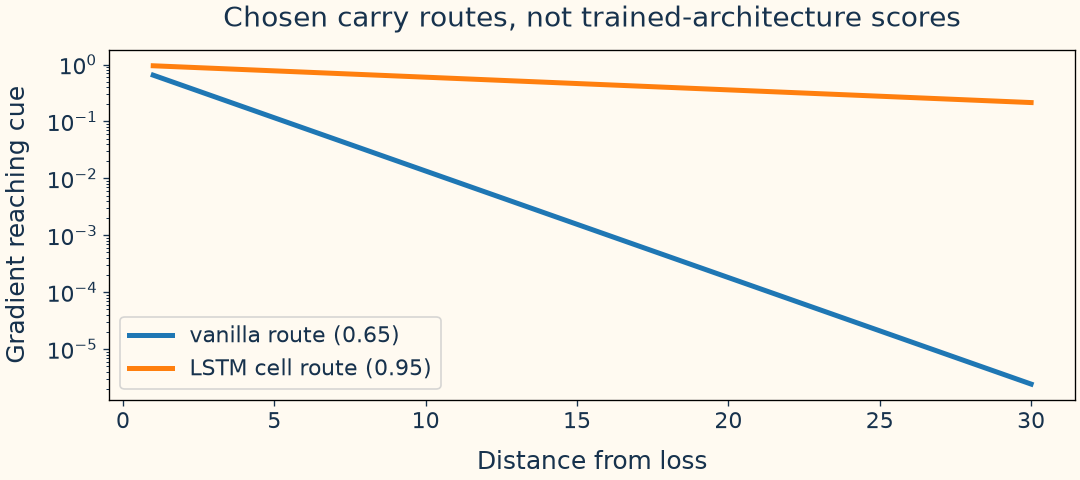 Chosen carry routes, not trained-architecture scores
Gradient reaching cue
10⁰
10⁻¹
10⁻²
10⁻³
10⁻⁴
10⁻⁵
vanilla route (0.65)
LSTM cell route (0.95)
0 5 10 15 20 25 30
Distance from loss